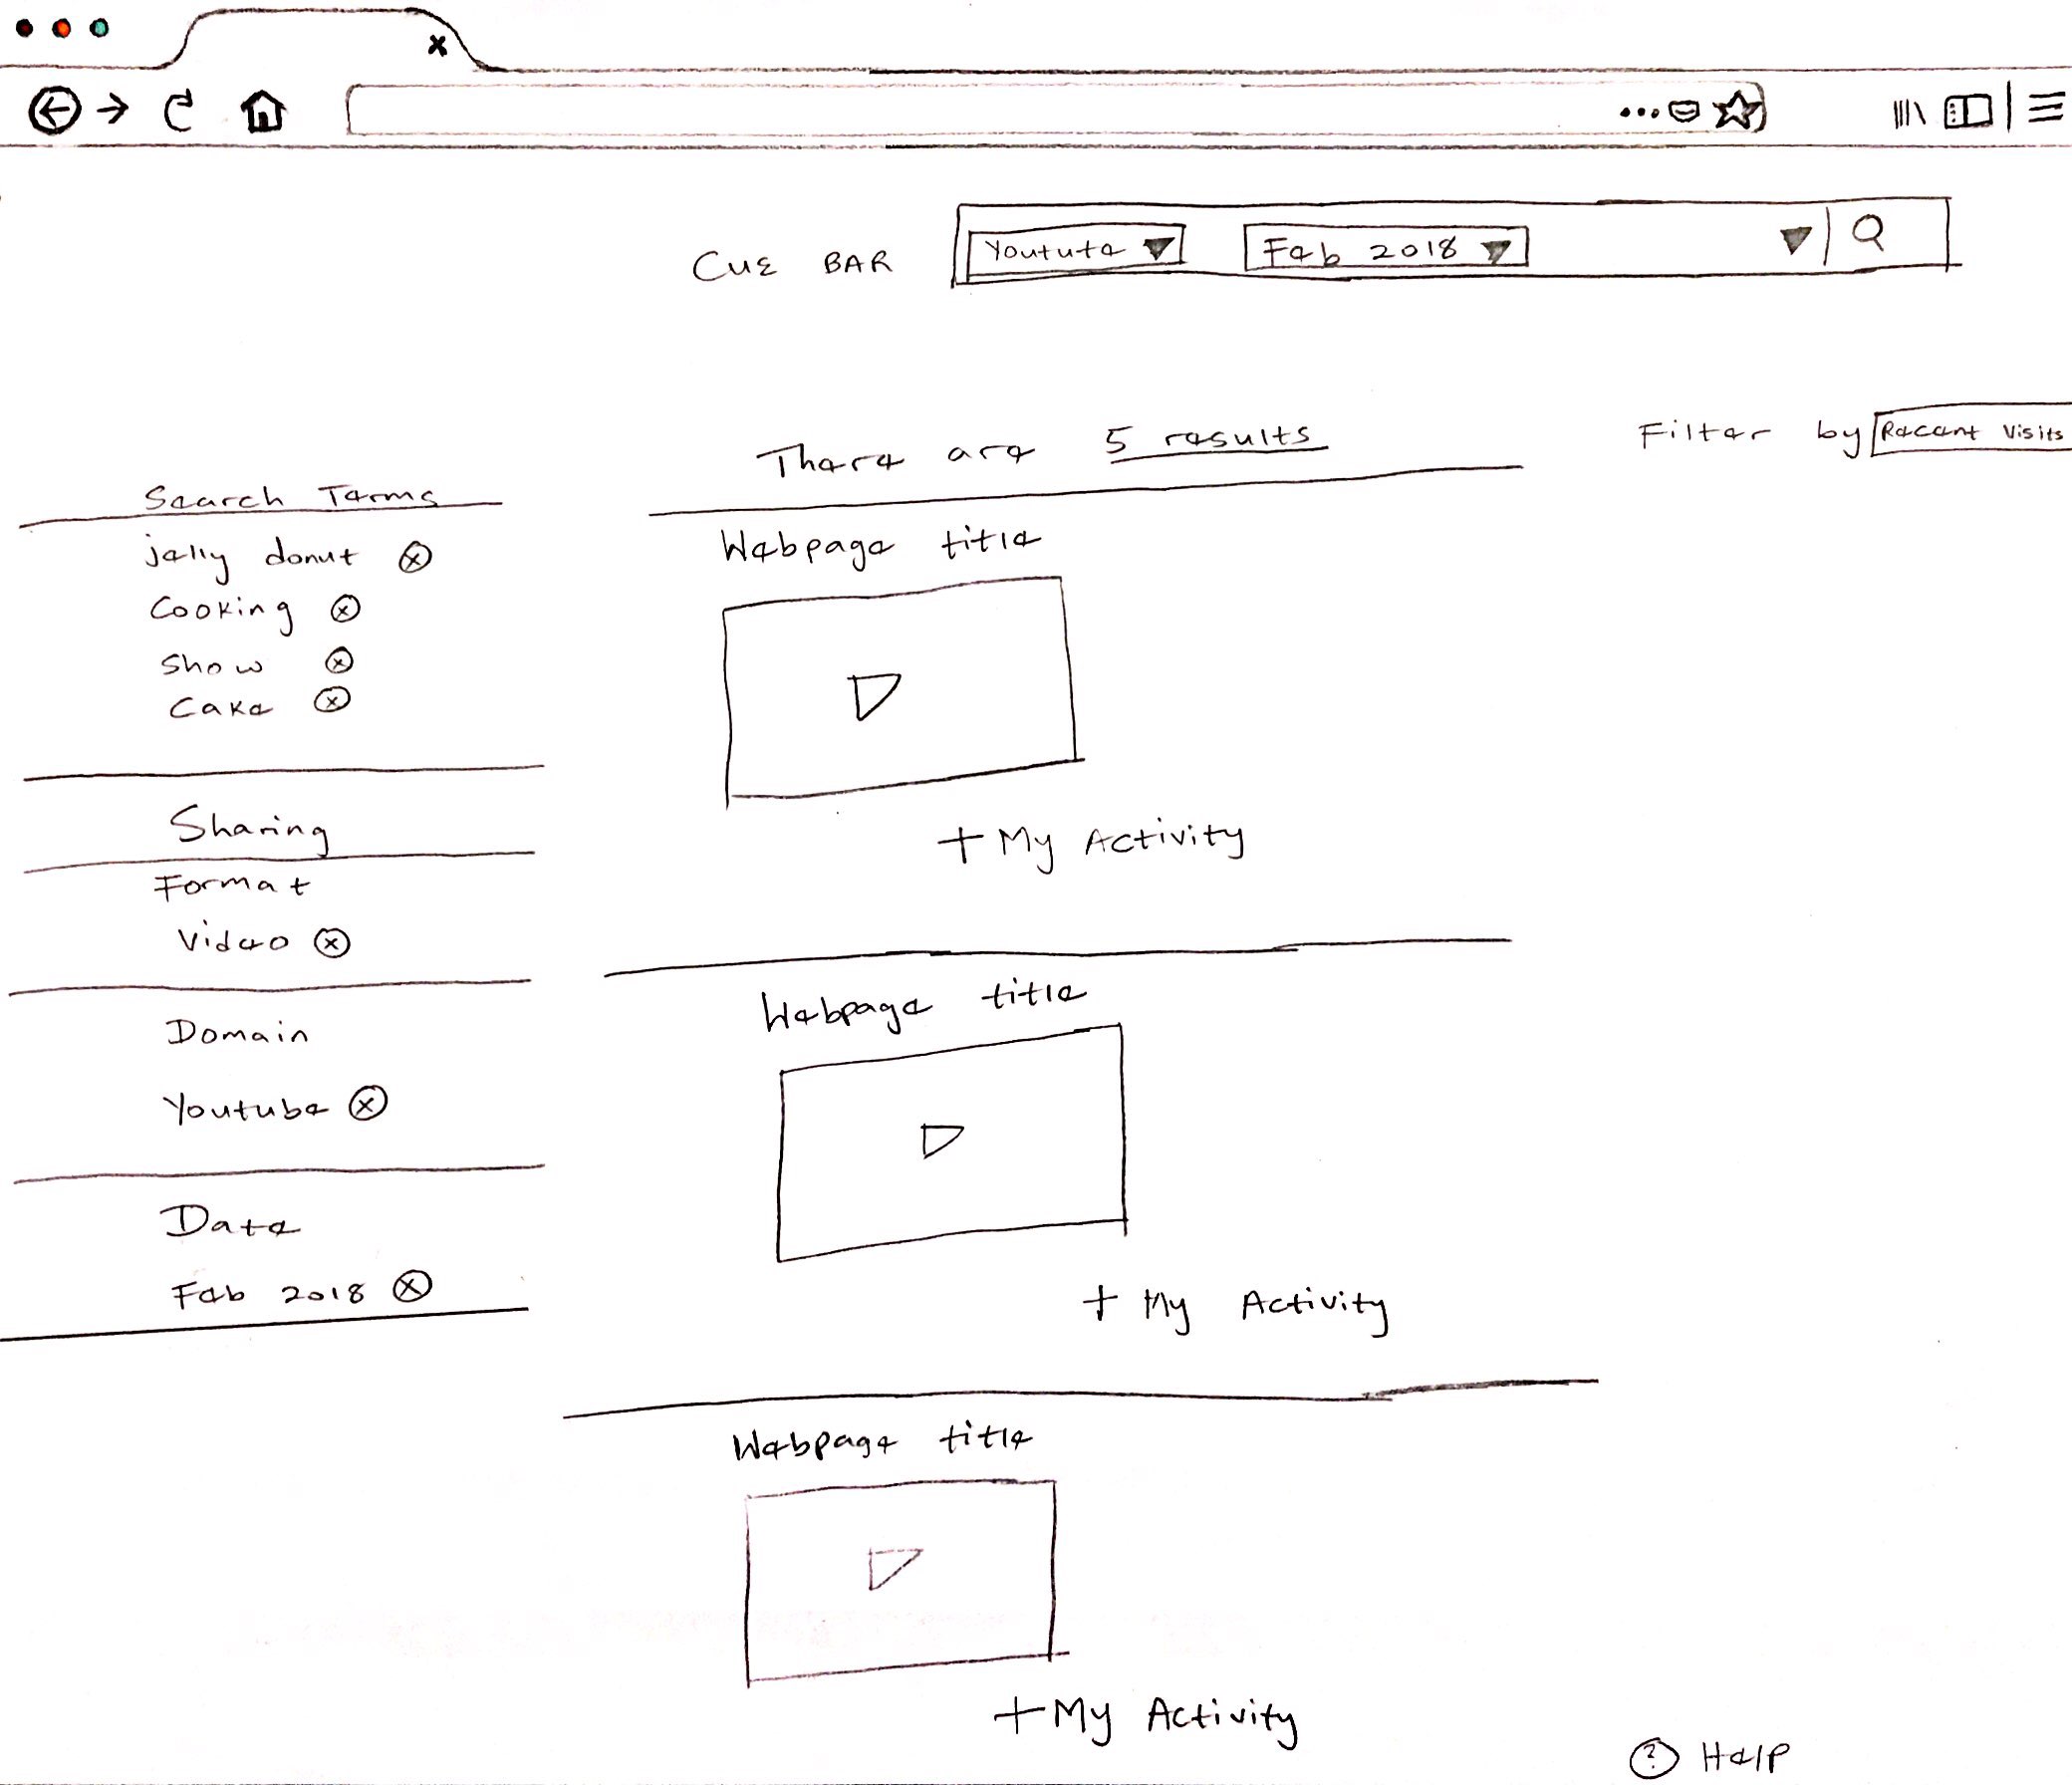 CUE BAR
Youtute
Feb 2018
There are 5 results
Filter by Recent Visits
Search Terms
jelly donut
Cooking
Show
Cake
Sharing
Format
Video
Domain
Youtube
Date
Feb 2018
Webpage title
+ My Activity
Webpage title
+ My Activity
Webpage title
+ My Activity
? Help